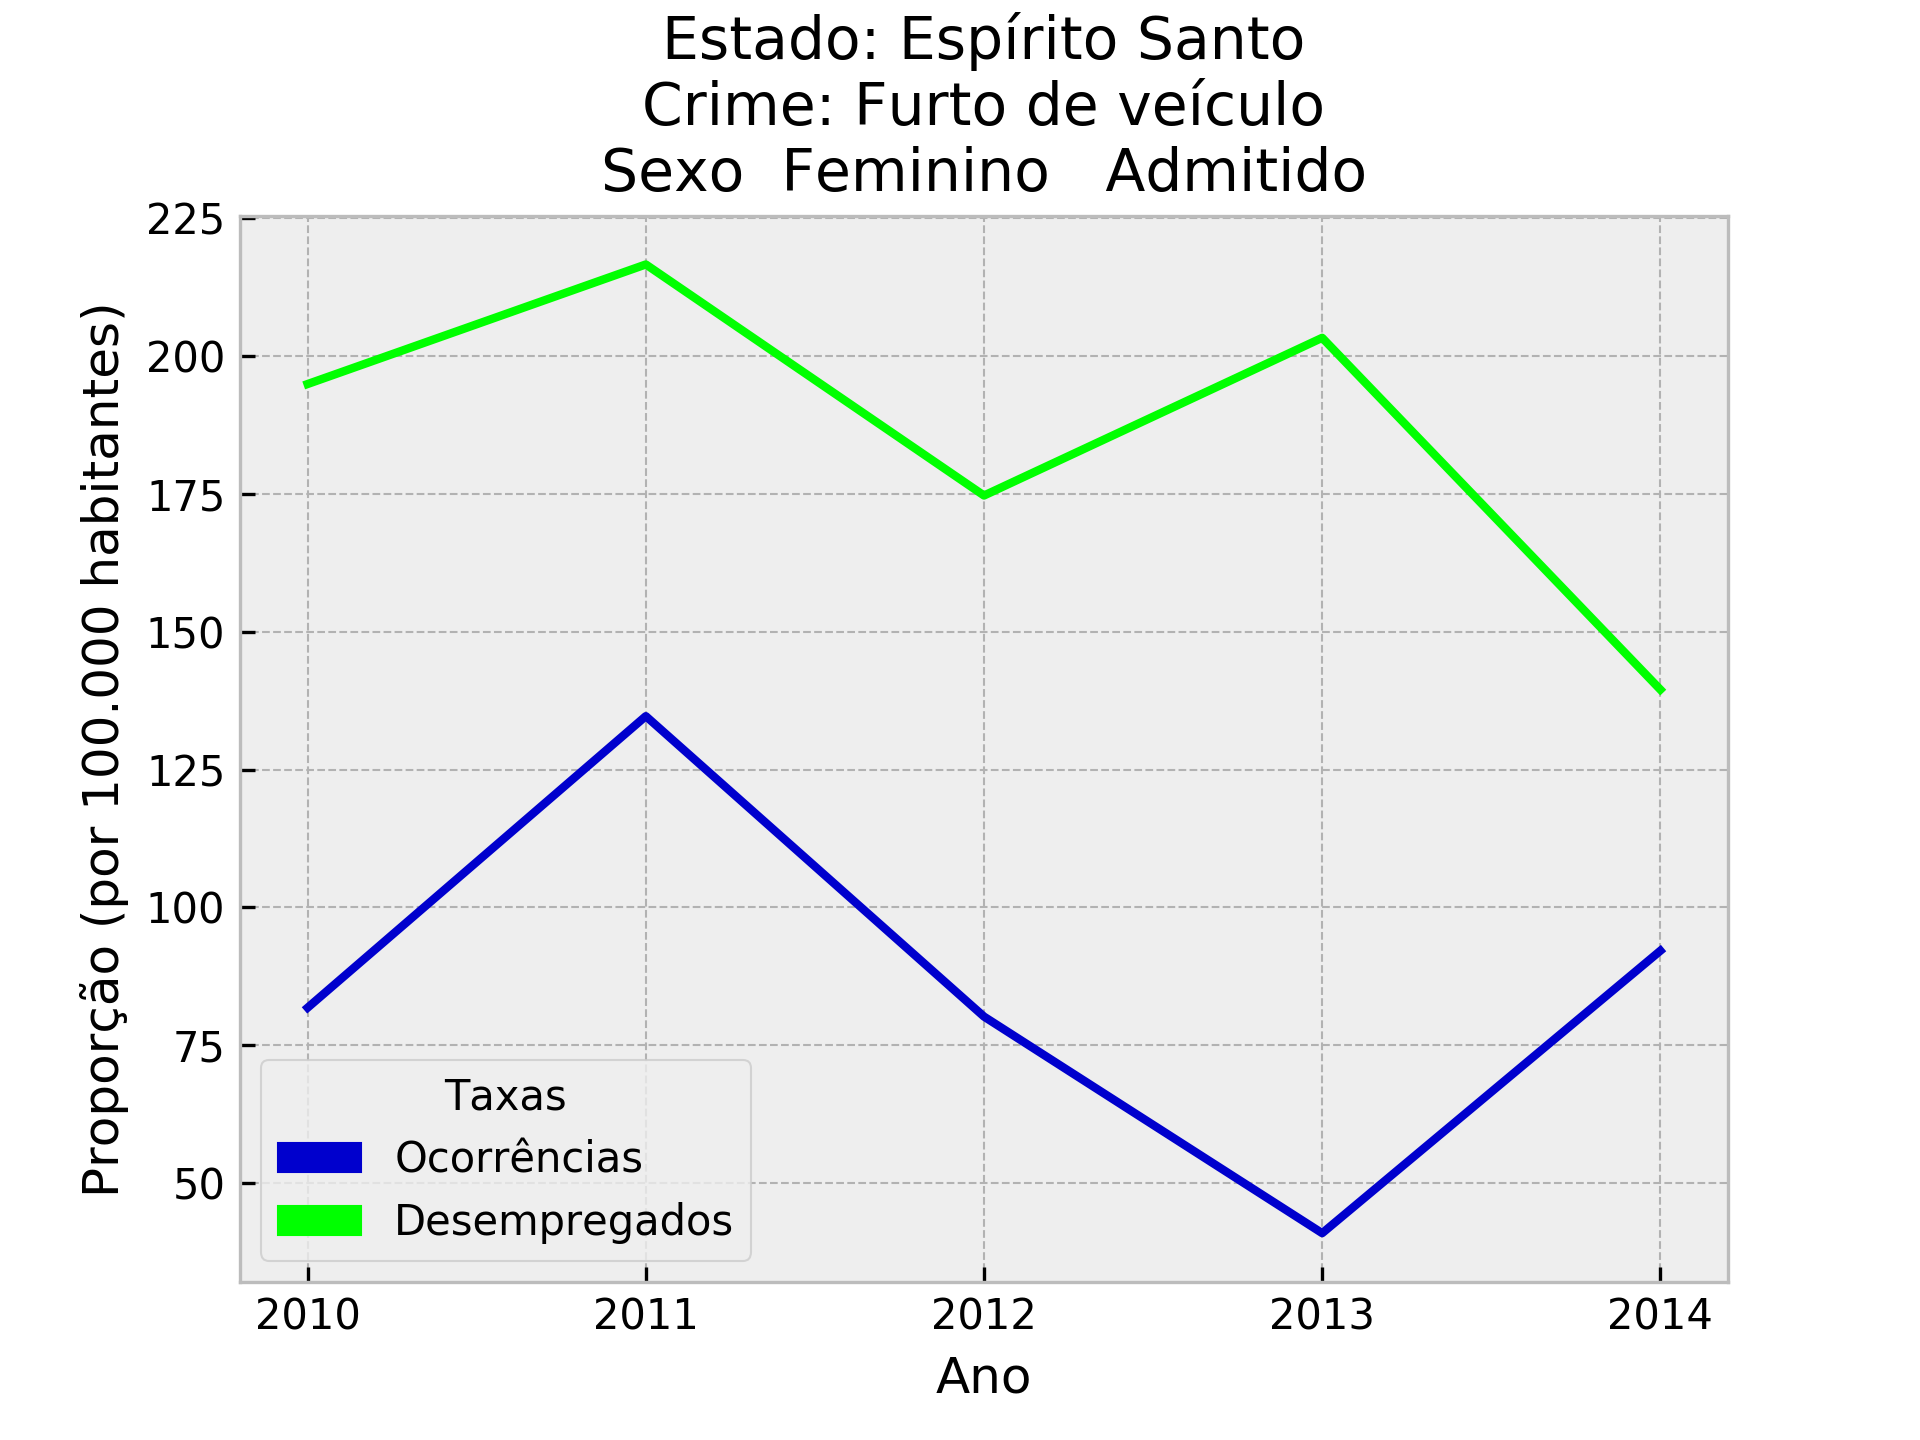 Estado: Espírito Santo
Crime: Furto de veículo
Sexo  Feminino   Admitido
Proporção (por 100.000 habitantes)
225
200
175
150
125
100
75
50
Taxas
Ocorrências
Desempregados
2010 2011 2012 2013 2014
Ano